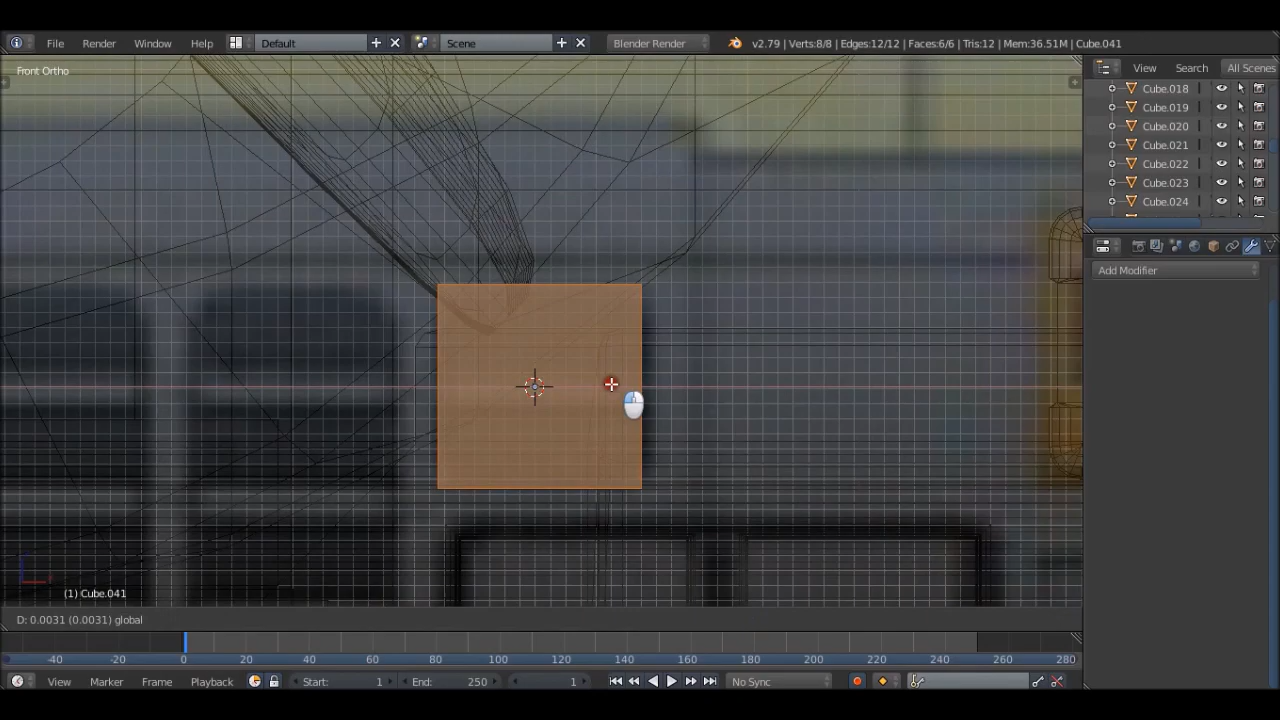 File Render Window Help Default Scene Blender Render v2.79 | Verts:8/8 | Edges:12/12 | Faces:6/6 | Tris:12 | Mem:36.51M | Cube.041
Front Ortho
View Search All Scenes
Cube.018
Cube.019
Cube.020
Cube.021
Cube.022
Cube.023
Cube.024
Add Modifier
(1) Cube.041
D: 0.0031 (0.0031) global
-40 -20 0 20 40 60 80 100 120 140 160 180 200 220 240 260 280
View Marker Frame Playback Start: 1 End: 250 1 No Sync